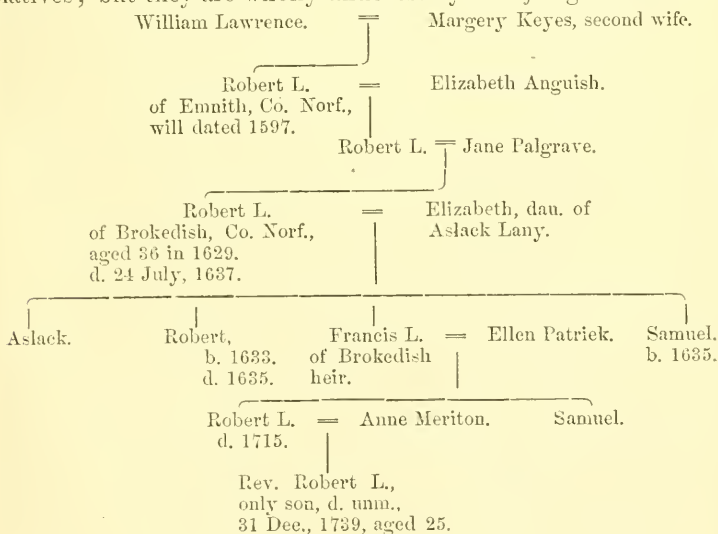 William Lawrence. = Margery Keyes, second wife.
Robert L. = Elizabeth Anguish.
of Emnith, Co. Norf.,
will dated 1597.
Robert L. = Jane Palgrave.
Robert L. = Elizabeth, dau. of
of Brokedish, Co. Norf., Aslack Lany.
aged 36 in 1629.
d. 24 July, 1637.
Aslack. Robert, Francis L. = Ellen Patrick. Samuel.
b. 1633. of Brokedish b. 1635.
d. 1635. heir.
Robert L. = Anne Meriton. Samuel.
d. 1715.
Rev. Robert L.,
only son, d. unm.,
31 Dec., 1739, aged 25.